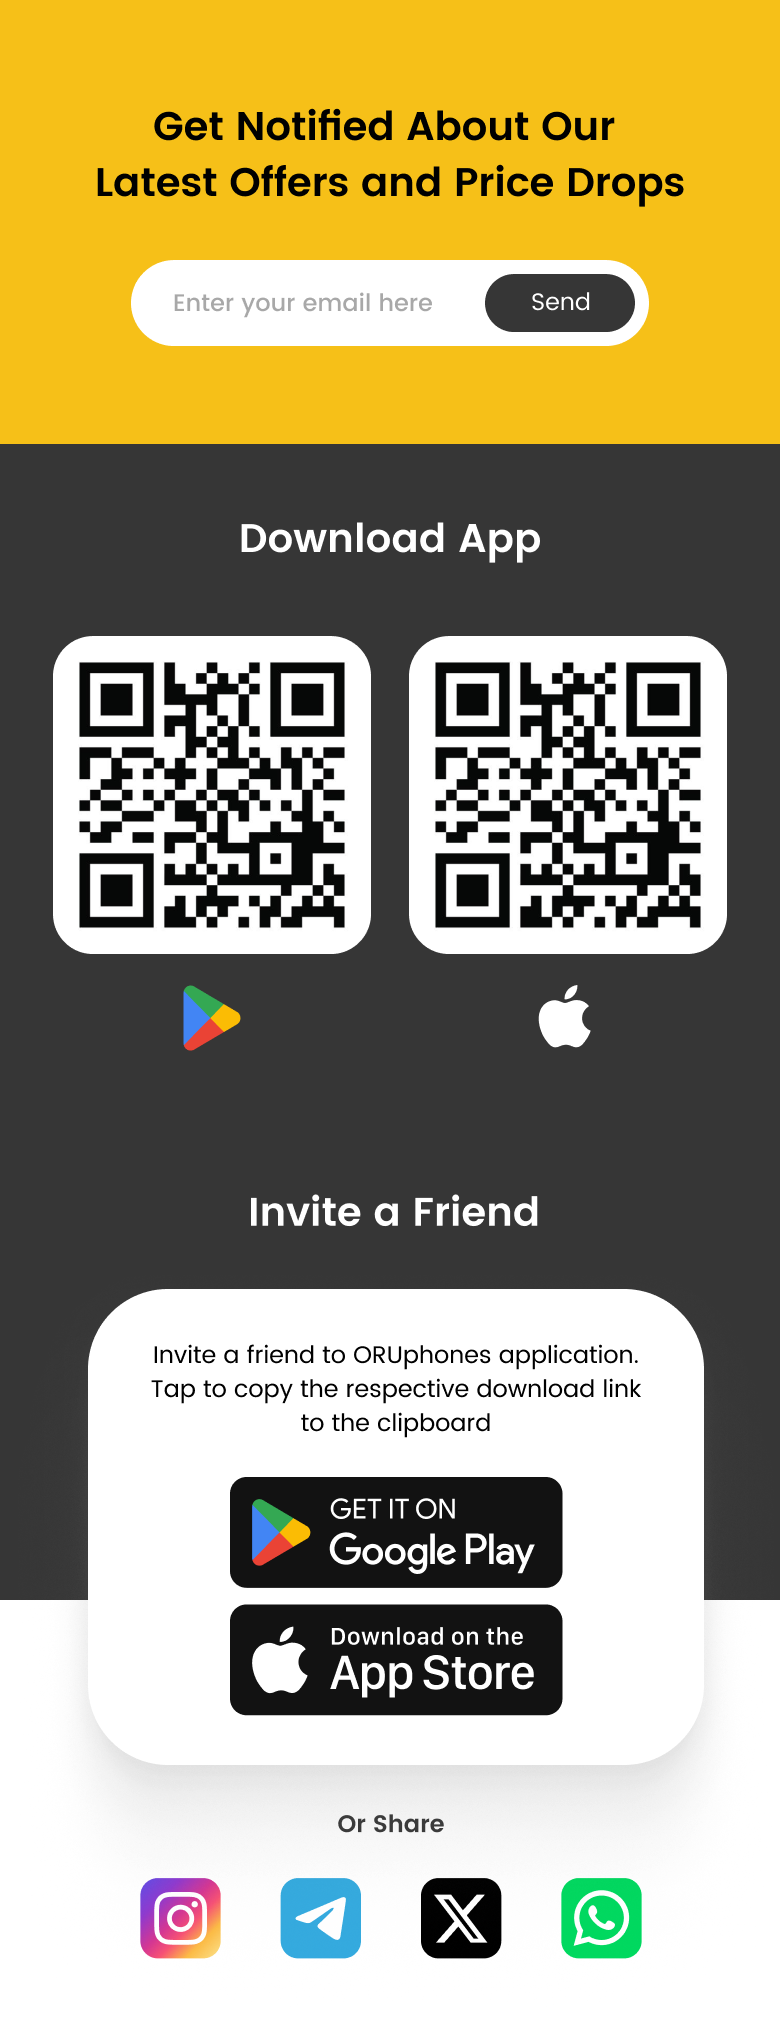 Get Notified About Our
Latest Offers and Price Drops
Enter your email here
Send
Download App
Invite a Friend
Invite a friend to ORUphones application.
Tap to copy the respective download link
to the clipboard
GET IT ON
Google Play
Download on the
App Store
Or Share